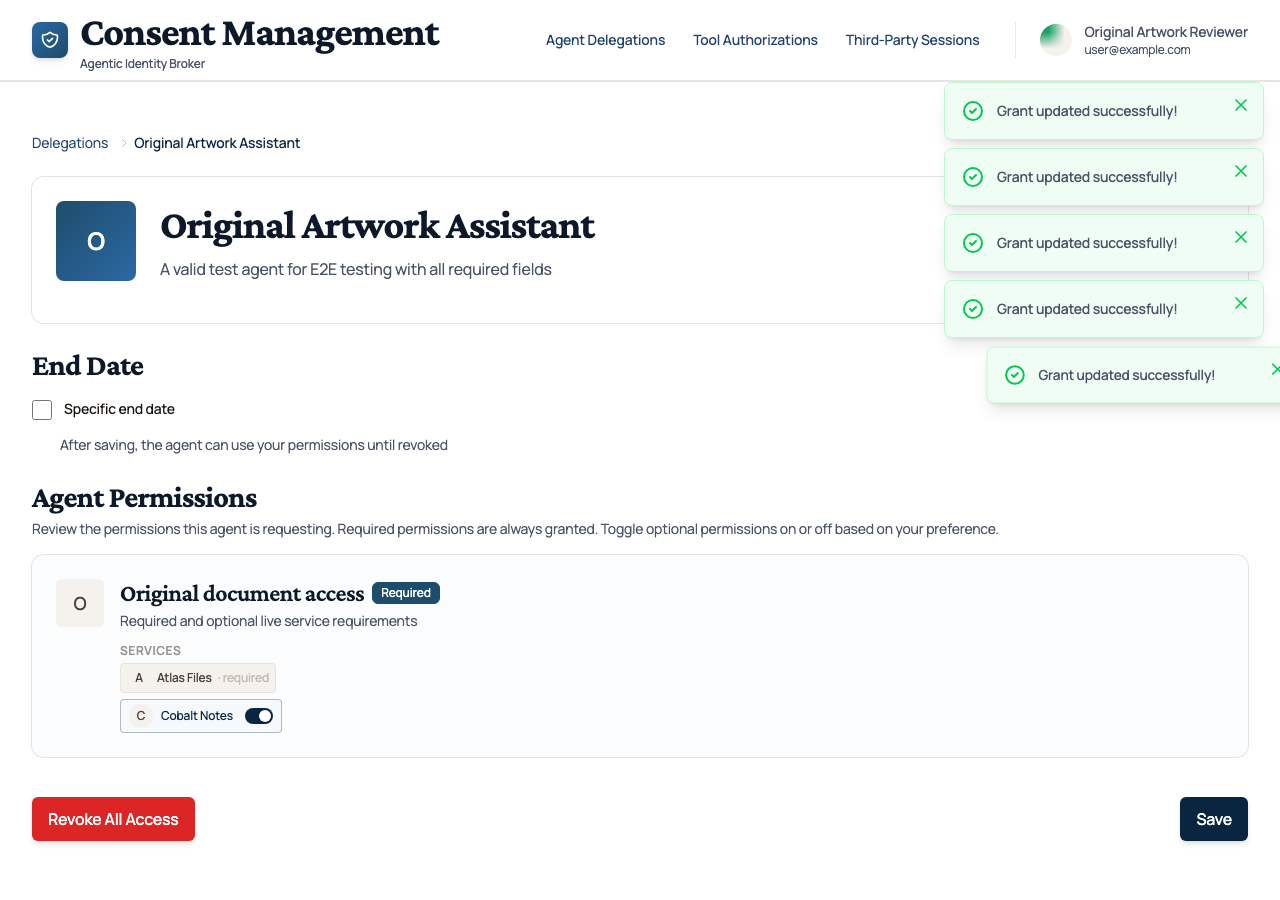 Consent Management
Agentic Identity Broker
Agent Delegations
Tool Authorizations
Third-Party Sessions
Original Artwork Reviewer
user@example.com
Grant updated successfully!
Grant updated successfully!
Grant updated successfully!
Grant updated successfully!
Grant updated successfully!
Delegations
Original Artwork Assistant
O
Original Artwork Assistant
A valid test agent for E2E testing with all required fields
End Date
Specific end date
After saving, the agent can use your permissions until revoked
Agent Permissions
Review the permissions this agent is requesting. Required permissions are always granted. Toggle optional permissions on or off based on your preference.
O
Original document access
Required
Required and optional live service requirements
SERVICES
A Atlas Files · required
C Cobalt Notes
Revoke All Access
Save